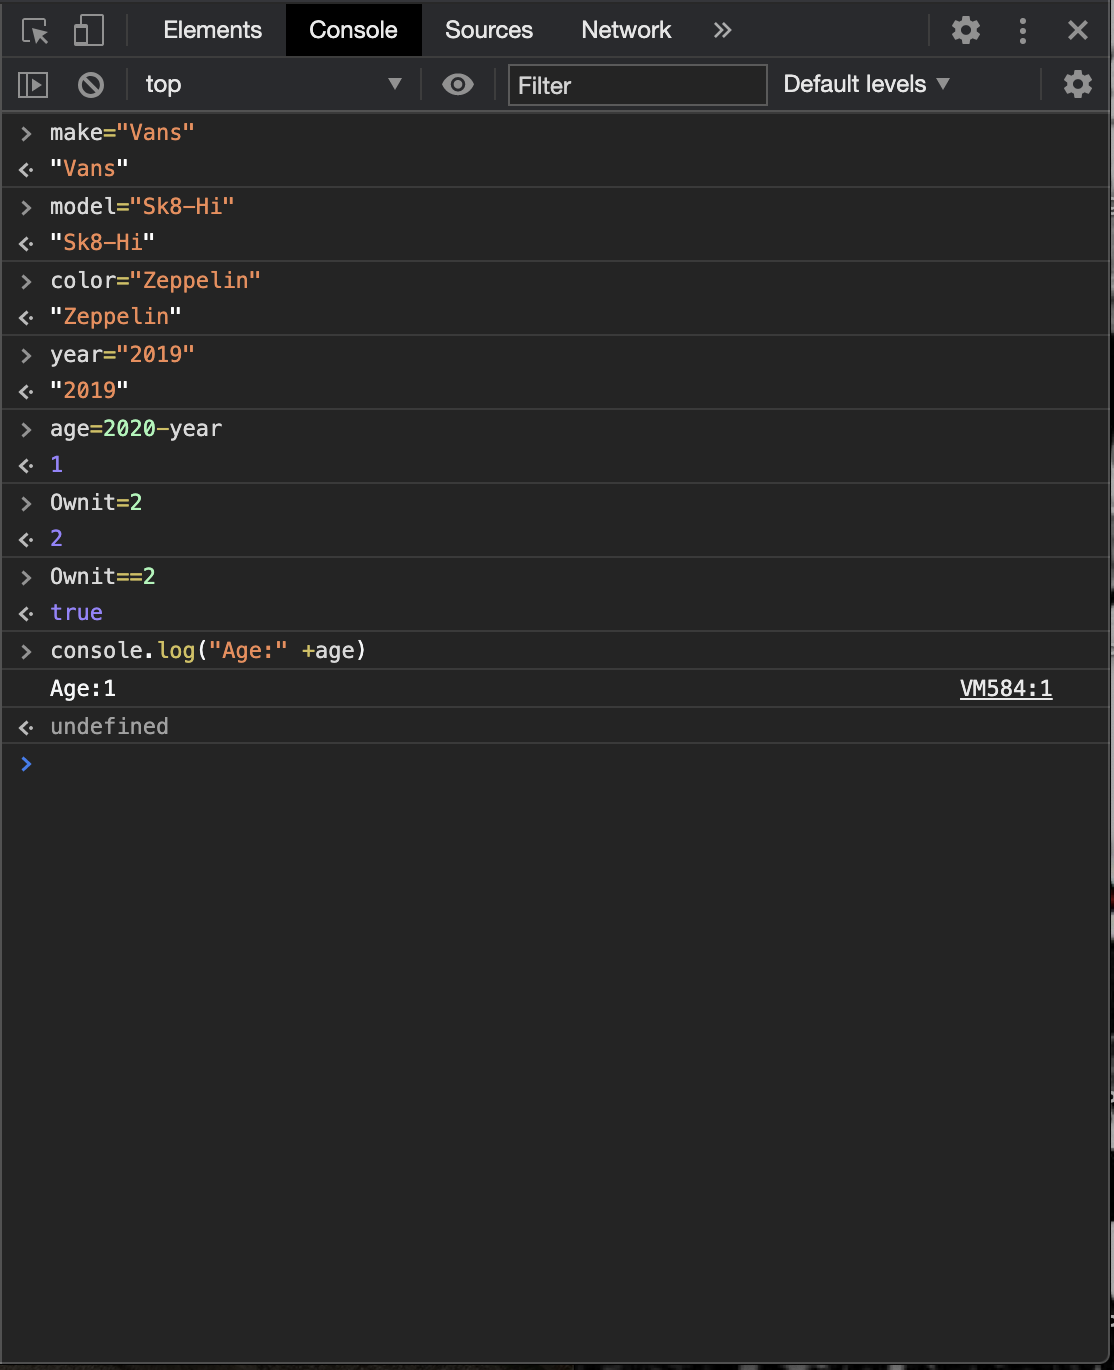 Elements Console Sources Network
top Filter Default levels
make="Vans"
"Vans"
model="Sk8-Hi"
"Sk8-Hi"
color="Zeppelin"
"Zeppelin"
year="2019"
"2019"
age=2020-year
1
Ownit=2
2
Ownit==2
true
console.log("Age:" +age)
Age:1 VM584:1
undefined